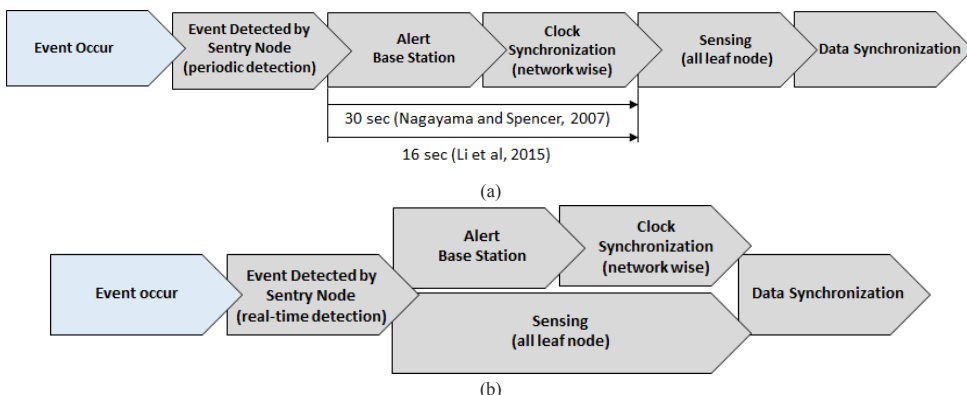 Event Occur
Event Detected by
Sentry Node
(periodic detection)
Alert
Base Station
Clock
Synchronization
(network wise)
Sensing
(all leaf node)
Data Synchronization
30 sec (Nagayama and Spencer, 2007)
16 sec (Li et al, 2015)
(a)
Event occur
Event Detected by
Sentry Node
(real-time detection)
Alert
Base Station
Clock
Synchronization
(network wise)
Sensing
(all leaf node)
Data Synchronization
(b)